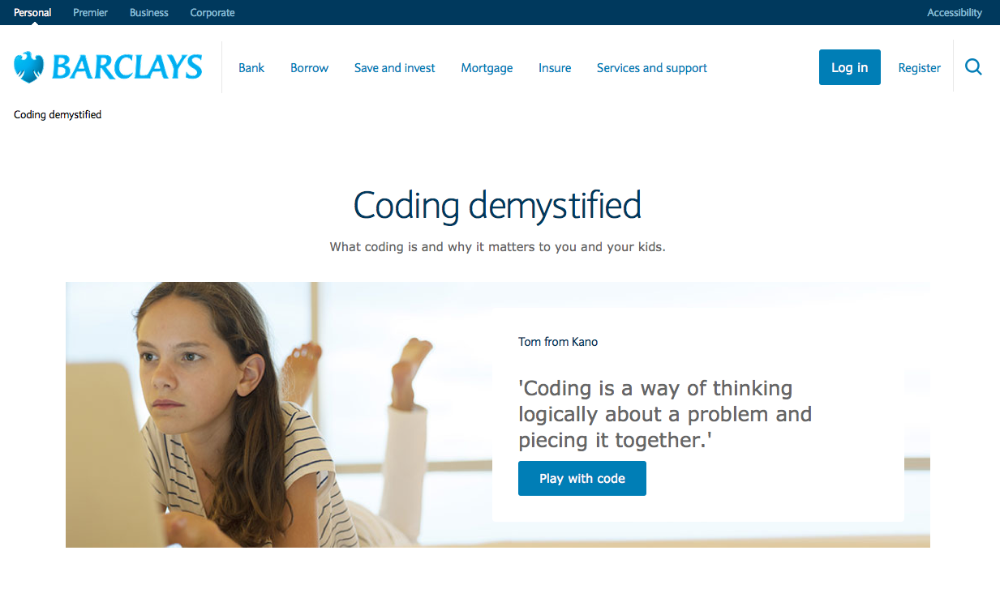 Personal Premier Business Corporate Accessibility
BARCLAYS Bank Borrow Save and invest Mortgage Insure Services and support Log in Register
Coding demystified
Coding demystified
What coding is and why it matters to you and your kids.
Tom from Kano
'Coding is a way of thinking
logically about a problem and
piecing it together.'
Play with code